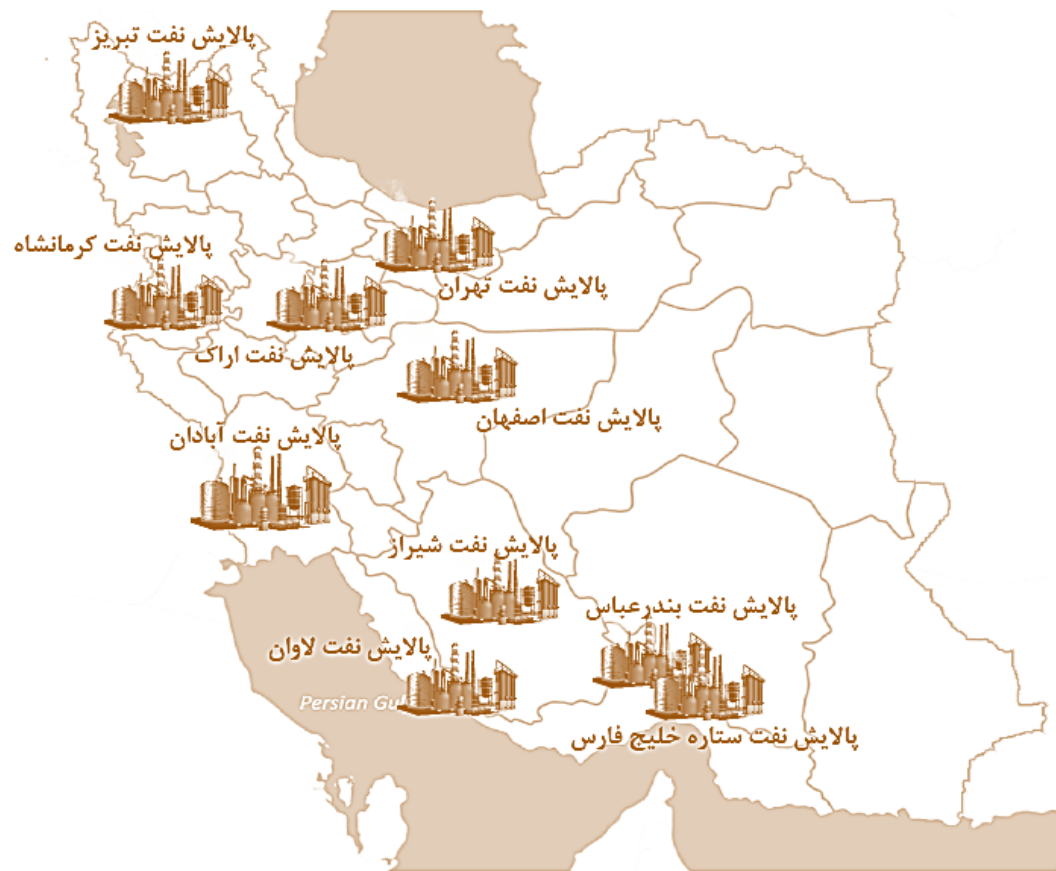 پالایش نفت تبریز
پالایش نفت کرمانشاه
پالایش نفت تهران
پالایش نفت اراک
پالایش نفت اصفهان
پالایش نفت آبادان
پالایش نفت شیراز
پالایش نفت بندرعباس
پالایش نفت لاوان
Persian Gu
پالایش نفت ستاره خلیج فارس